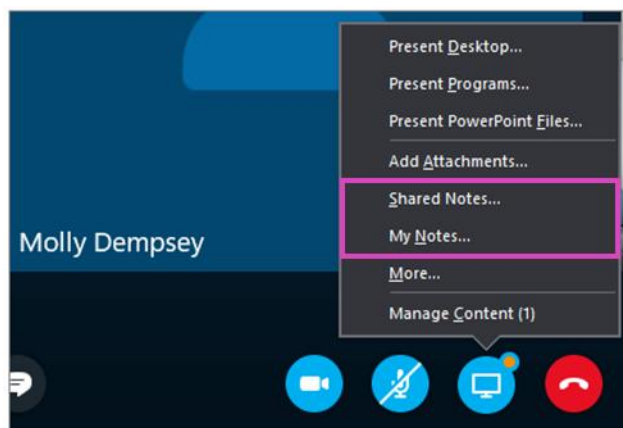 Present Desktop...
Present Programs...
Present PowerPoint Files...
Add Attachments...
Shared Notes...
My Notes...
More...
Manage Content (1)
Molly Dempsey